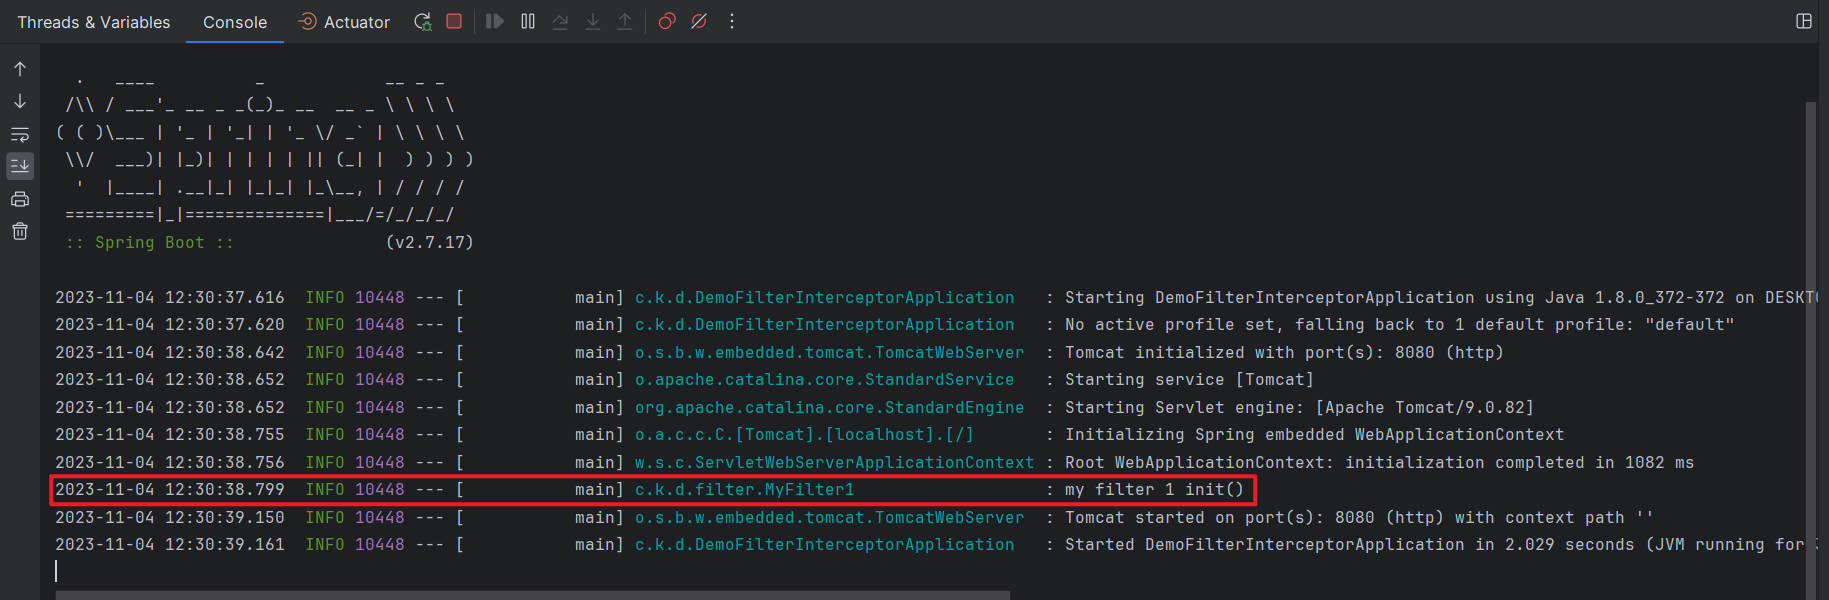 Threads & Variables Console Actuator
  .   ____          _            __ _ _
 /\\ / ___'_ __ _ _(_)_ __  __ _ \ \ \ \
( ( )\___ | '_ | '_| | '_ \/ _` | \ \ \ \
 \\/  ___)| |_)| | | | | || (_| |  ) ) ) )
  '  |____| .__|_| |_|_| |_\__, | / / / /
 =========|_|==============|___/=/_/_/_/
 :: Spring Boot ::               (v2.7.17)
2023-11-04 12:30:37.616  INFO 10448 --- [           main] c.k.d.DemoFilterInterceptorApplication   : Starting DemoFilterInterceptorApplication using Java 1.8.0_372-372 on DESKTO
2023-11-04 12:30:37.620  INFO 10448 --- [           main] c.k.d.DemoFilterInterceptorApplication   : No active profile set, falling back to 1 default profile: "default"
2023-11-04 12:30:38.642  INFO 10448 --- [           main] o.s.b.w.embedded.tomcat.TomcatWebServer  : Tomcat initialized with port(s): 8080 (http)
2023-11-04 12:30:38.652  INFO 10448 --- [           main] o.apache.catalina.core.StandardService   : Starting service [Tomcat]
2023-11-04 12:30:38.652  INFO 10448 --- [           main] org.apache.catalina.core.StandardEngine  : Starting Servlet engine: [Apache Tomcat/9.0.82]
2023-11-04 12:30:38.755  INFO 10448 --- [           main] o.a.c.c.C.[Tomcat].[localhost].[/]       : Initializing Spring embedded WebApplicationContext
2023-11-04 12:30:38.756  INFO 10448 --- [           main] w.s.c.ServletWebServerApplicationContext : Root WebApplicationContext: initialization completed in 1082 ms
2023-11-04 12:30:38.799  INFO 10448 --- [           main] c.k.d.filter.MyFilter1                   : my filter 1 init()
2023-11-04 12:30:39.150  INFO 10448 --- [           main] o.s.b.w.embedded.tomcat.TomcatWebServer  : Tomcat started on port(s): 8080 (http) with context path ''
2023-11-04 12:30:39.161  INFO 10448 --- [           main] c.k.d.DemoFilterInterceptorApplication   : Started DemoFilterInterceptorApplication in 2.029 seconds (JVM running for